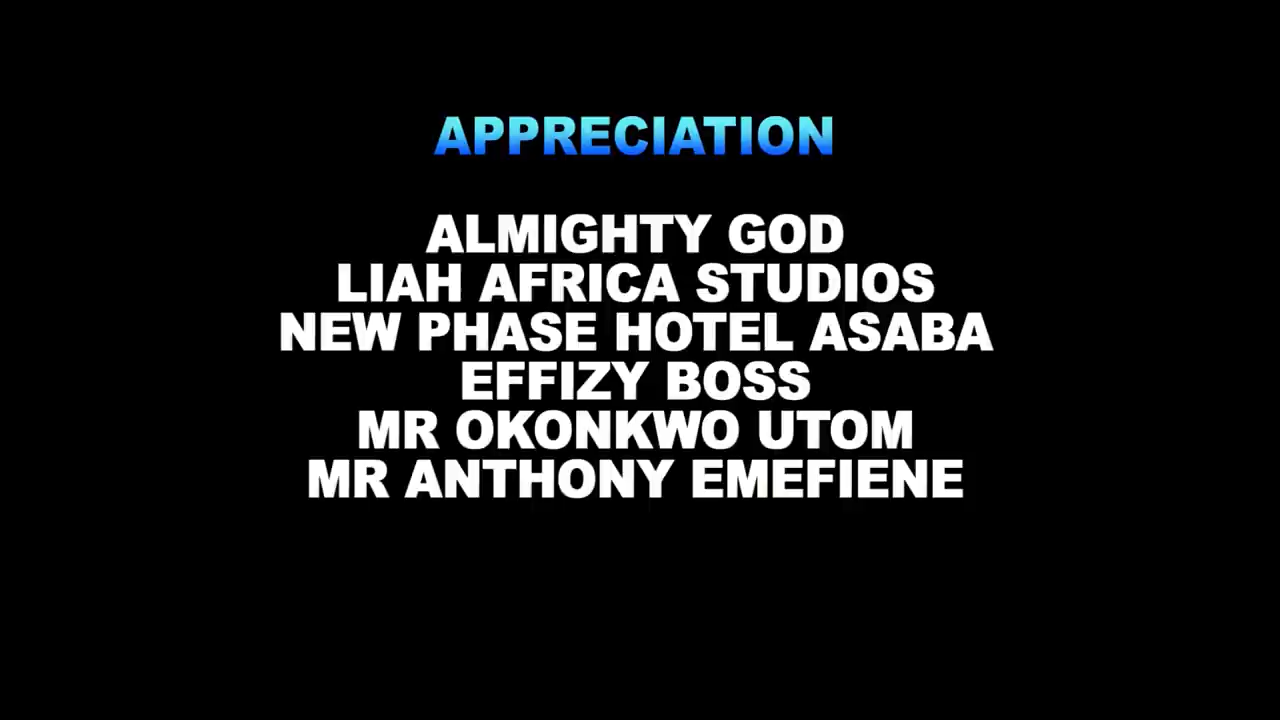 APPRECIATION
ALMIGHTY GOD
LIAH AFRICA STUDIOS
NEW PHASE HOTEL ASABA
EFFIZY BOSS
MR OKONKWO UTOM
MR ANTHONY EMEFIENE